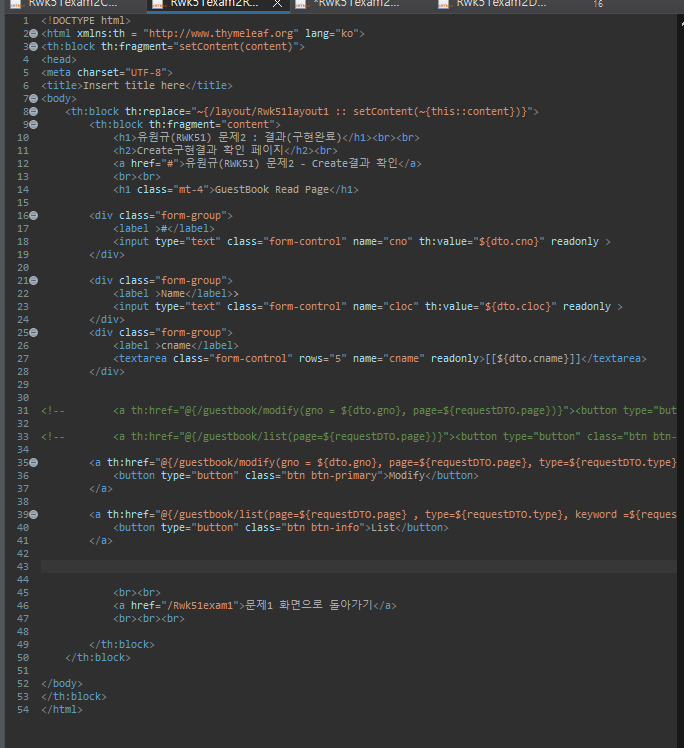 Rwk51exam2C... Rwk51exam2R... *Rwk51exam2... Rwk51exam2D... 16
1 <!DOCTYPE html>
2 <html xmlns:th = "http://www.thymeleaf.org" lang="ko">
3 <th:block th:fragment="setContent(content)">
4 <head>
5 <meta charset="UTF-8">
6 <title>Insert title here</title>
7 <body>
8 <th:block th:replace="~{/layout/Rwk51layout1 :: setContent(~{this::content})}">
9 <th:block th:fragment="content">
10 <h1>유원규(RWK51) 문제2 : 결과(구현완료)</h1><br><br>
11 <h2>Create구현결과 확인 페이지</h2><br>
12 <a href="#">유원규(RWK51) 문제2 - Create결과 확인</a>
13 <br><br>
14 <h1 class="mt-4">GuestBook Read Page</h1>
15
16 <div class="form-group">
17 <label >#</label>
18 <input type="text" class="form-control" name="cno" th:value="${dto.cno}" readonly >
19 </div>
20
21 <div class="form-group">
22 <label >Name</label>>
23 <input type="text" class="form-control" name="cloc" th:value="${dto.cloc}" readonly >
24 </div>
25 <div class="form-group">
26 <label >cname</label>
27 <textarea class="form-control" rows="5" name="cname" readonly>[[${dto.cname}]]</textarea>
28 </div>
29
30
31 <!-- <a th:href="@{/guestbook/modify(gno = ${dto.gno}, page=${requestDTO.page})}"><button type="but
32
33 <!-- <a th:href="@{/guestbook/list(page=${requestDTO.page})}"><button type="button" class="btn btn-
34
35 <a th:href="@{/guestbook/modify(gno = ${dto.gno}, page=${requestDTO.page}, type=${requestDTO.type}
36 <button type="button" class="btn btn-primary">Modify</button>
37 </a>
38
39 <a th:href="@{/guestbook/list(page=${requestDTO.page} , type=${requestDTO.type}, keyword =${reques
40 <button type="button" class="btn btn-info">List</button>
41 </a>
42
43
44
45 <br><br>
46 <a href="/Rwk51exam1">문제1 화면으로 돌아가기</a>
47 <br><br><br>
48
49 </th:block>
50 </th:block>
51
52 </body>
53 </th:block>
54 </html>